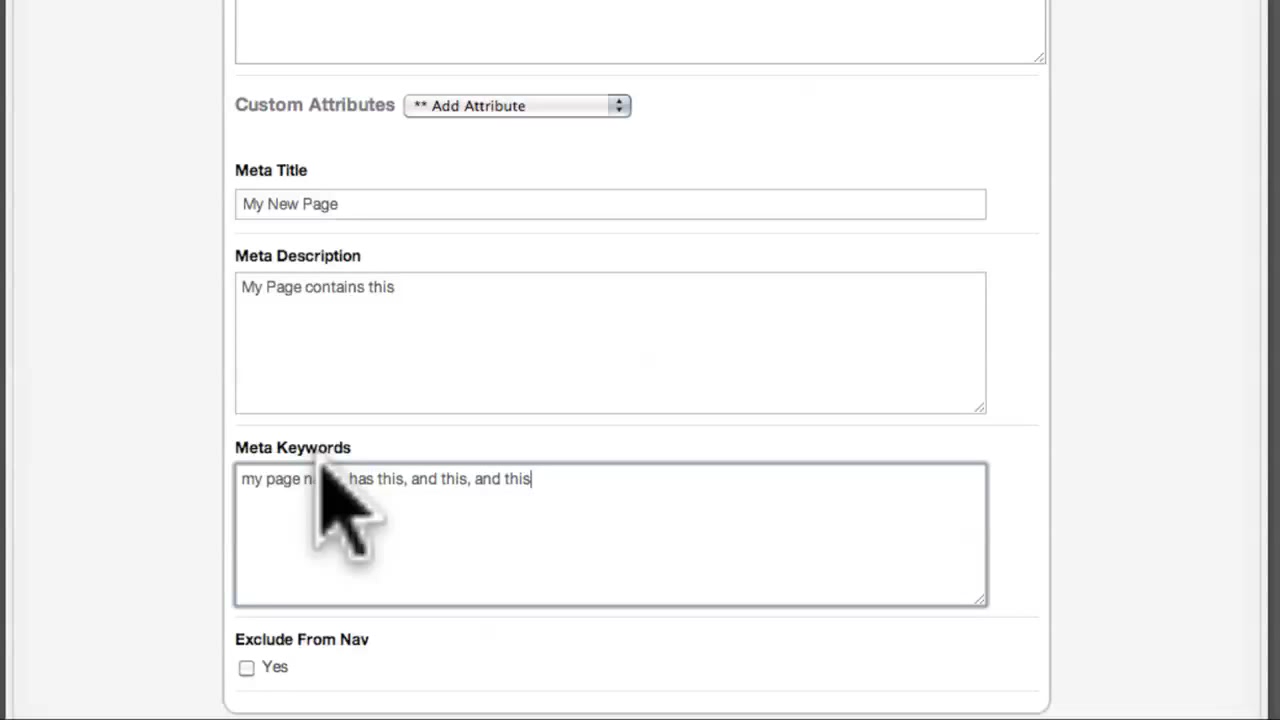 Custom Attributes ** Add Attribute
Meta Title
My New Page
Meta Description
My Page contains this
Meta Keywords
my page has this, and this, and this
Exclude From Nav
Yes